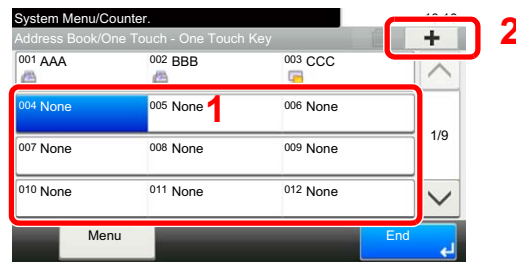 System Menu/Counter.
Address Book/One Touch - One Touch Key
+
2
001 AAA 002 BBB 003 CCC
004 None 005 None 1 006 None
1/9
007 None 008 None 009 None
010 None 011 None 012 None
Menu End